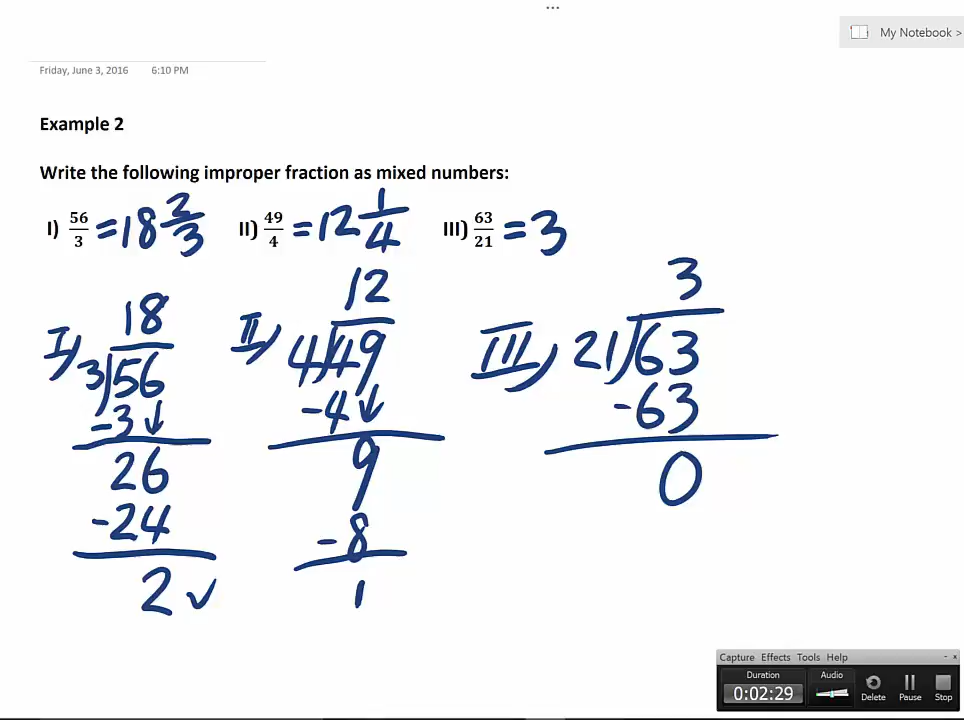 ...
My Notebook >
Friday, June 3, 2016 6:10 PM
Example 2
Write the following improper fraction as mixed numbers:
I) 56/3 = 18 2/3 II) 49/4 = 12 1/4 III) 63/21 = 3
I) 18
3 56
-3↓
26
-24
2 ✓
II) 12
4 49
-4↓
9
-8
1
III) 3
21 63
-63
0
Capture Effects Tools Help - x
Duration Audio
0:02:29 Delete Pause Stop